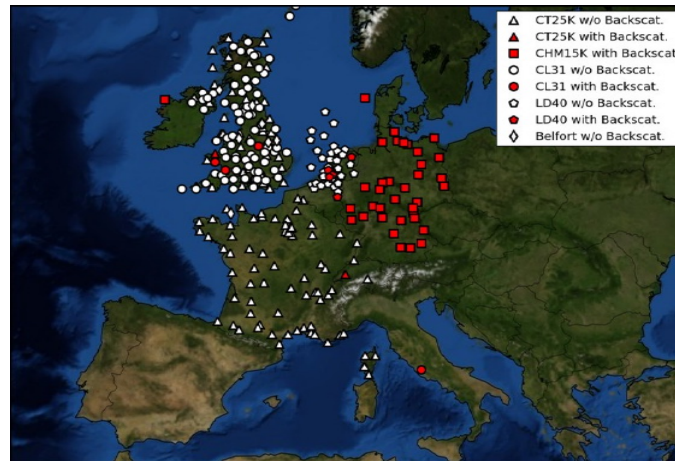 CT25K w/o Backscat.
CT25K with Backscat.
CHM15K with Backscat.
CL31 w/o Backscat.
CL31 with Backscat.
LD40 w/o Backscat.
LD40 with Backscat.
Belfort w/o Backscat.